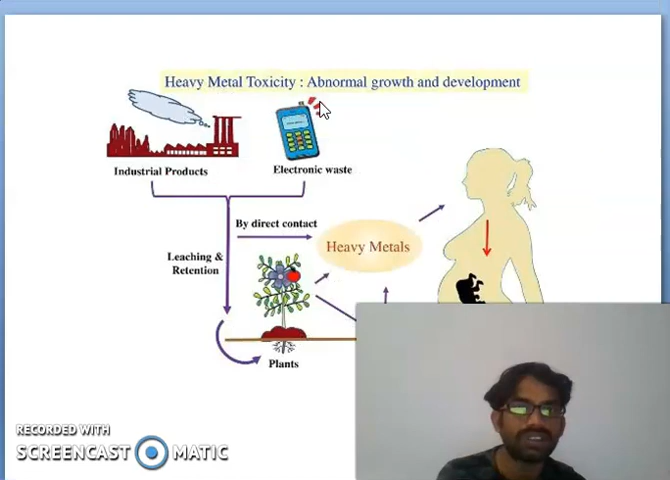 Heavy Metal Toxicity : Abnormal growth and development
Industrial Products
Electronic waste
By direct contact
Heavy Metals
Leaching &
Retention
Plants
RECORDED WITH
SCREENCAST MATIC